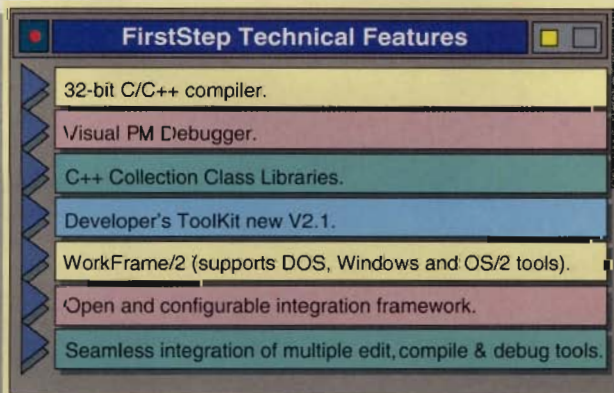 FirstStep Technical Features
32-bit C/C++ compiler.
Visual PM Debugger.
C++ Collection Class Libraries.
Developer's ToolKit new V2.1.
WorkFrame/2 (supports DOS, Windows and OS/2 tools).
Open and configurable integration framework.
Seamless integration of multiple edit, compile & debug tools.